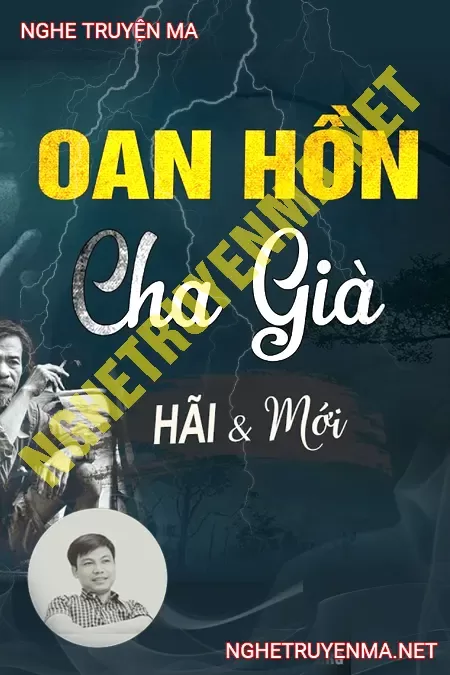 NGHE TRUYỆN MA
OAN HỒN
Cha Già
HÃI & Mới
NGHETRUYENMA.NET
NGHETRUYENMA.NET